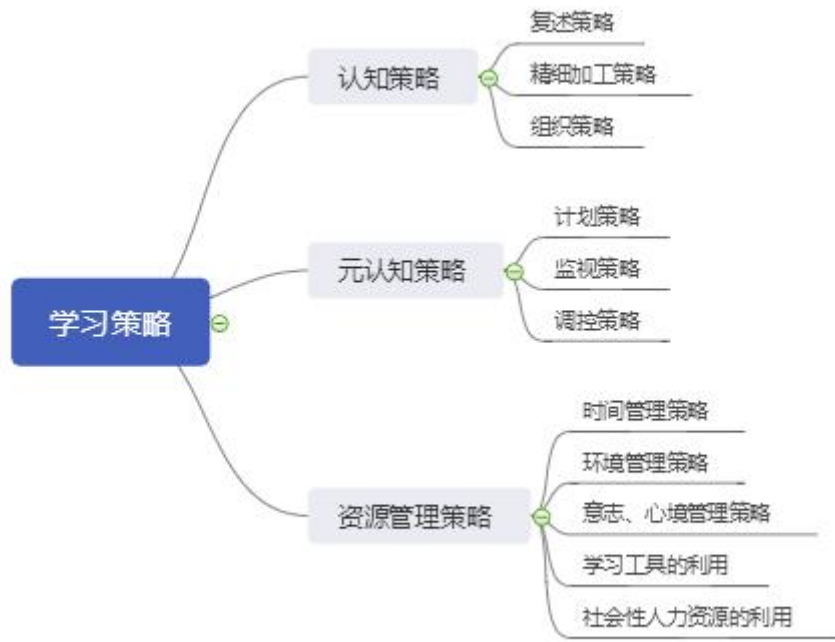 学习策略
认知策略
复述策略
精细加工策略
组织策略
元认知策略
计划策略
监视策略
调控策略
资源管理策略
时间管理策略
环境管理策略
意志、心境管理策略
学习工具的利用
社会性人力资源的利用